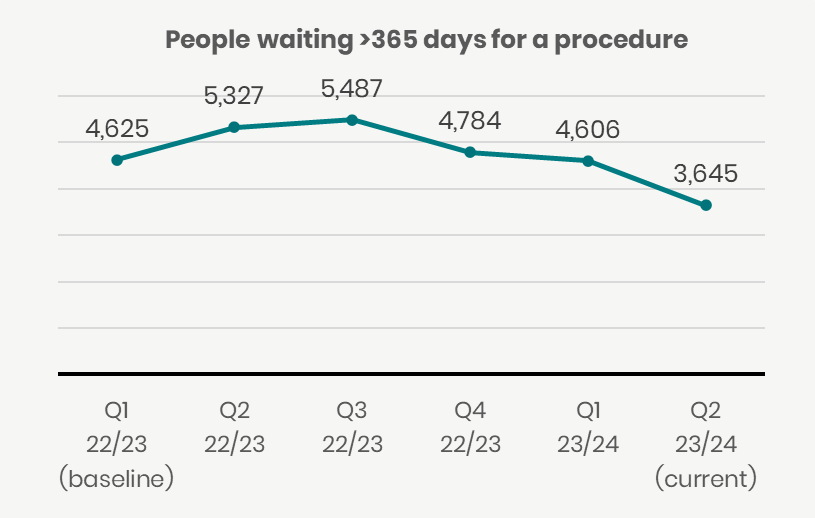 People waiting >365 days for a procedure
4,625
5,327
5,487
4,784
4,606
3,645
Q1
22/23
(baseline)
Q2
22/23
Q3
22/23
Q4
22/23
Q1
23/24
Q2
23/24
(current)